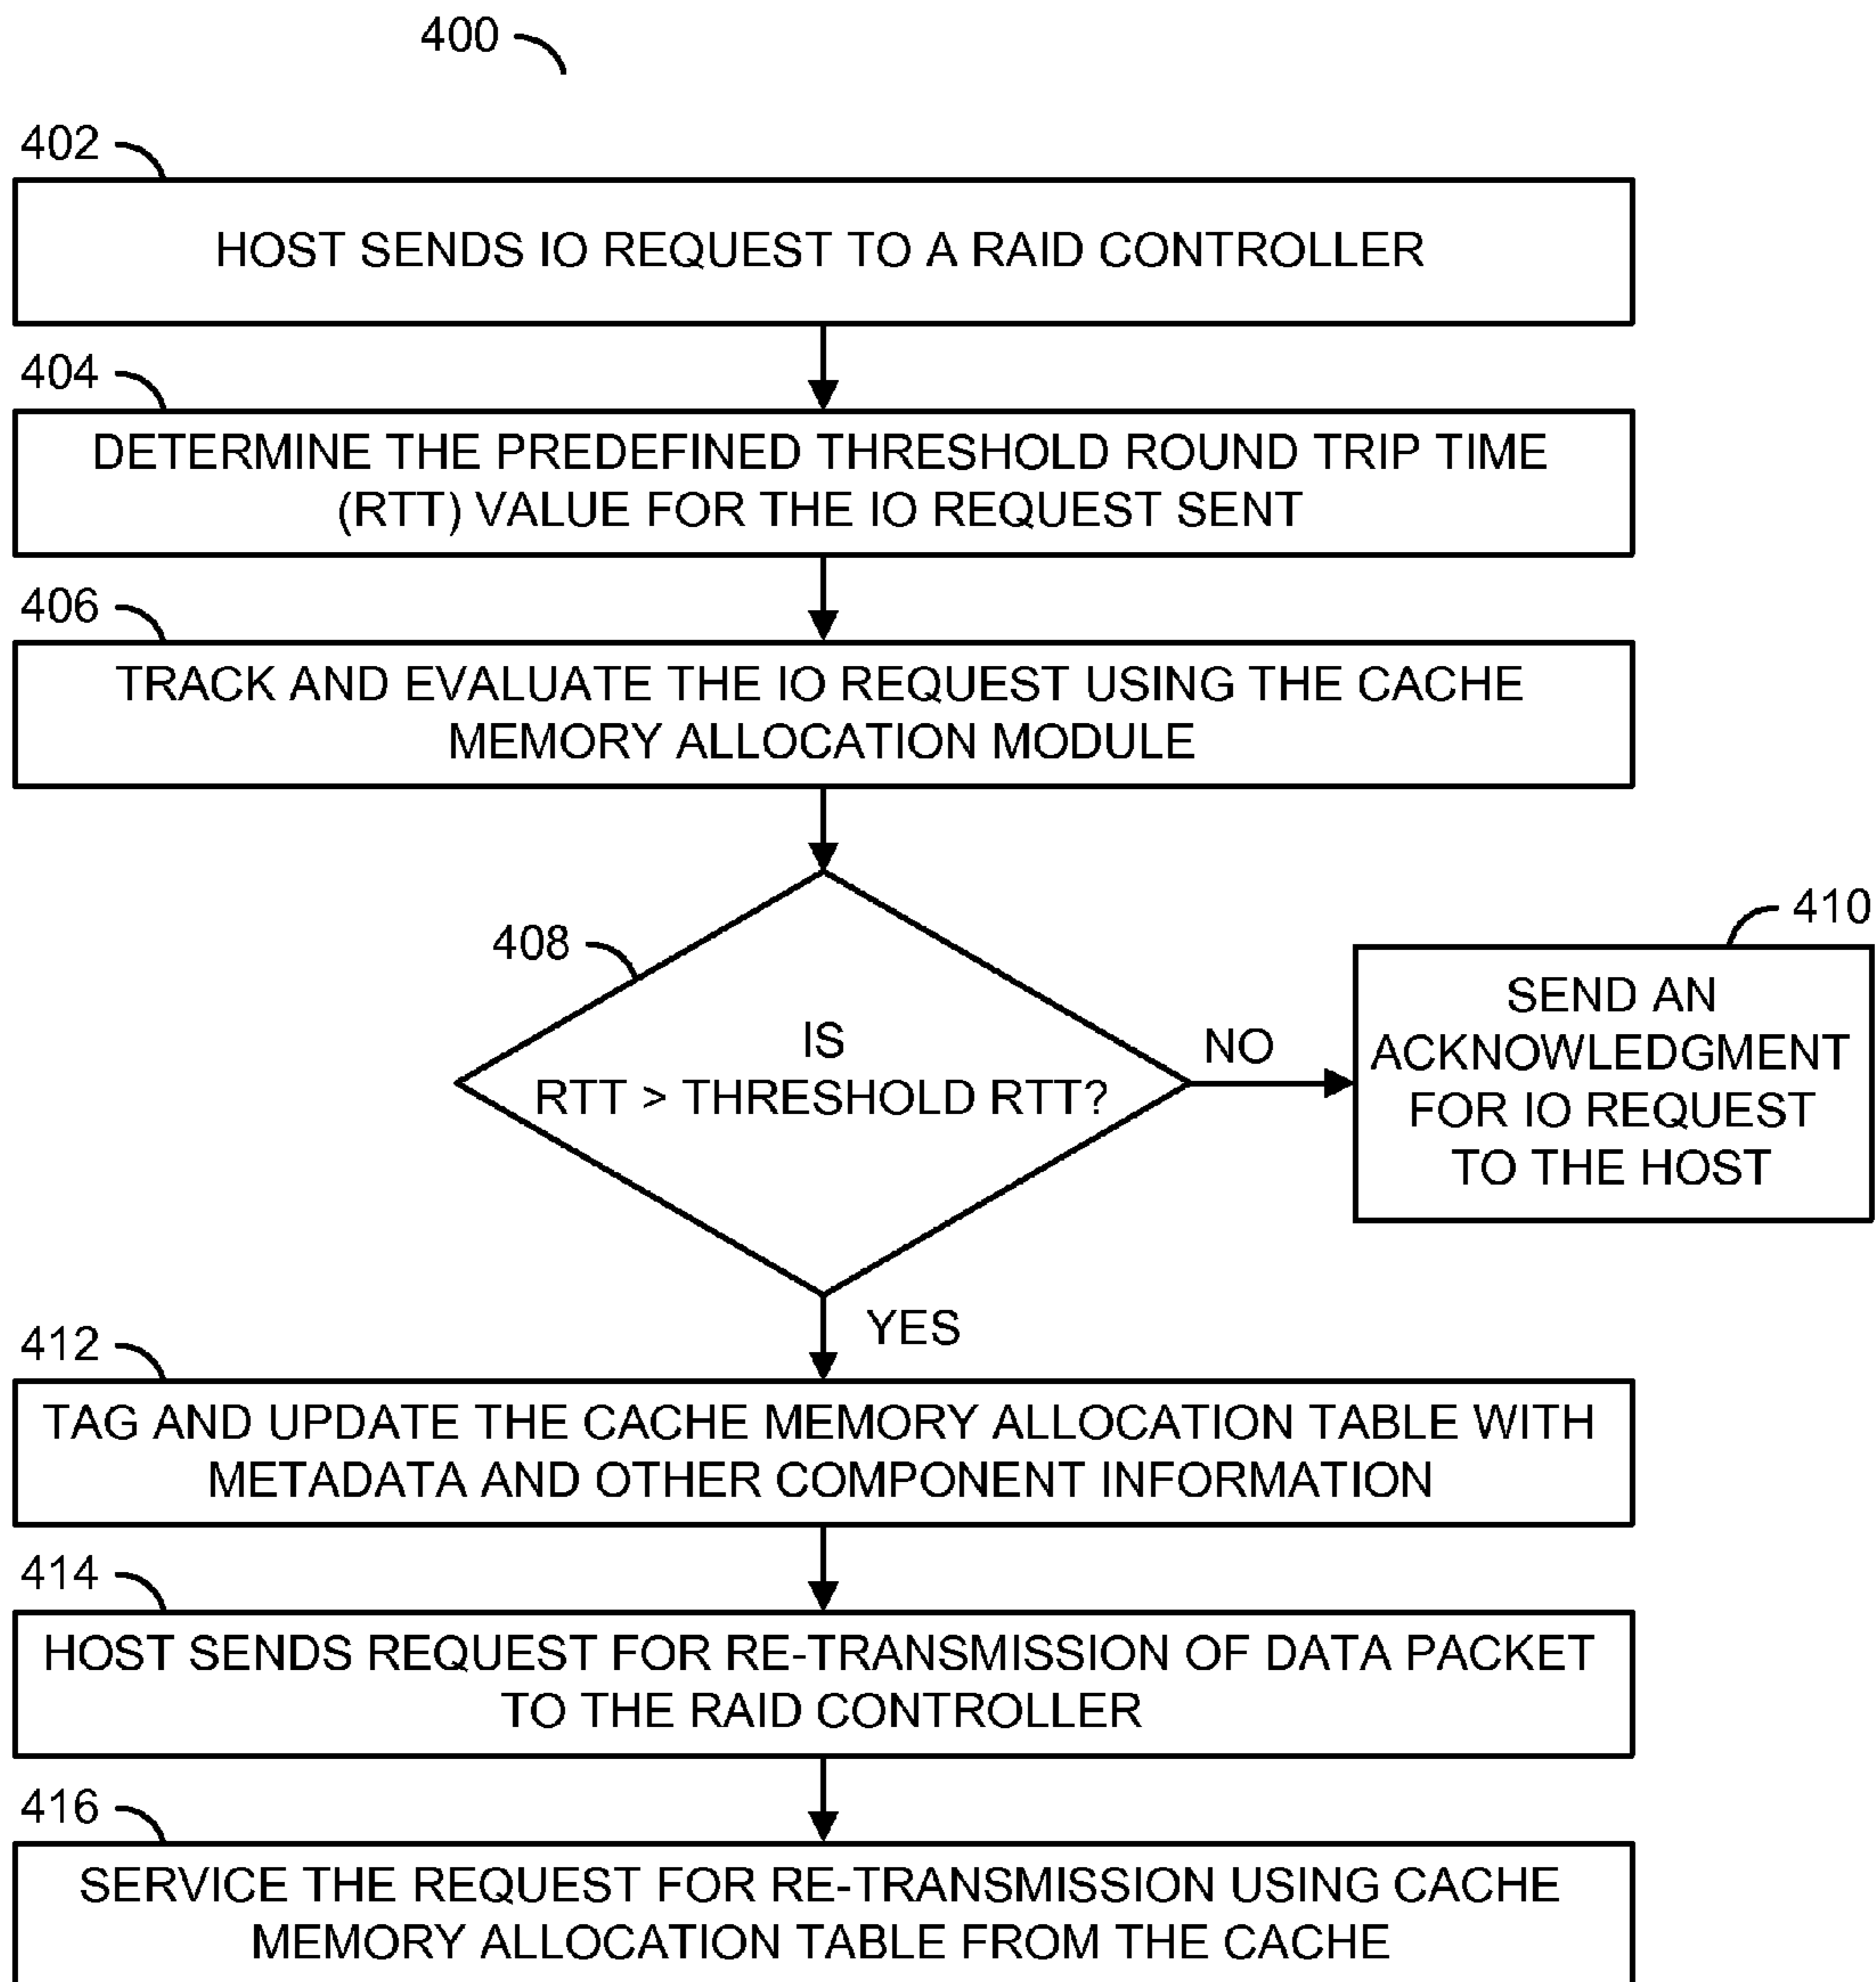 400
402
HOST SENDS IO REQUEST TO A RAID CONTROLLER
404
DETERMINE THE PREDEFINED THRESHOLD ROUND TRIP TIME
(RTT) VALUE FOR THE IO REQUEST SENT
406
TRACK AND EVALUATE THE IO REQUEST USING THE CACHE
MEMORY ALLOCATION MODULE
408
IS
RTT > THRESHOLD RTT?
NO
410
SEND AN
ACKNOWLEDGMENT
FOR IO REQUEST
TO THE HOST
YES
412
TAG AND UPDATE THE CACHE MEMORY ALLOCATION TABLE WITH
METADATA AND OTHER COMPONENT INFORMATION
414
HOST SENDS REQUEST FOR RE-TRANSMISSION OF DATA PACKET
TO THE RAID CONTROLLER
416
SERVICE THE REQUEST FOR RE-TRANSMISSION USING CACHE
MEMORY ALLOCATION TABLE FROM THE CACHE